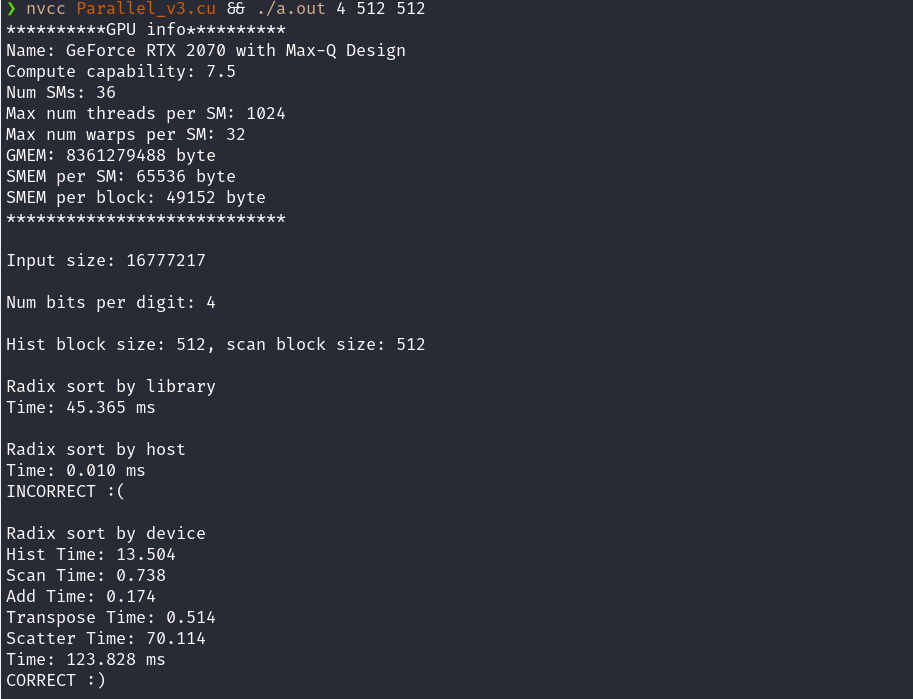 ❯ nvcc Parallel_v3.cu && ./a.out 4 512 512
**********GPU info**********
Name: GeForce RTX 2070 with Max-Q Design
Compute capability: 7.5
Num SMs: 36
Max num threads per SM: 1024
Max num warps per SM: 32
GMEM: 8361279488 byte
SMEM per SM: 65536 byte
SMEM per block: 49152 byte
****************************
Input size: 16777217
Num bits per digit: 4
Hist block size: 512, scan block size: 512
Radix sort by library
Time: 45.365 ms
Radix sort by host
Time: 0.010 ms
INCORRECT :(
Radix sort by device
Hist Time: 13.504
Scan Time: 0.738
Add Time: 0.174
Transpose Time: 0.514
Scatter Time: 70.114
Time: 123.828 ms
CORRECT :)